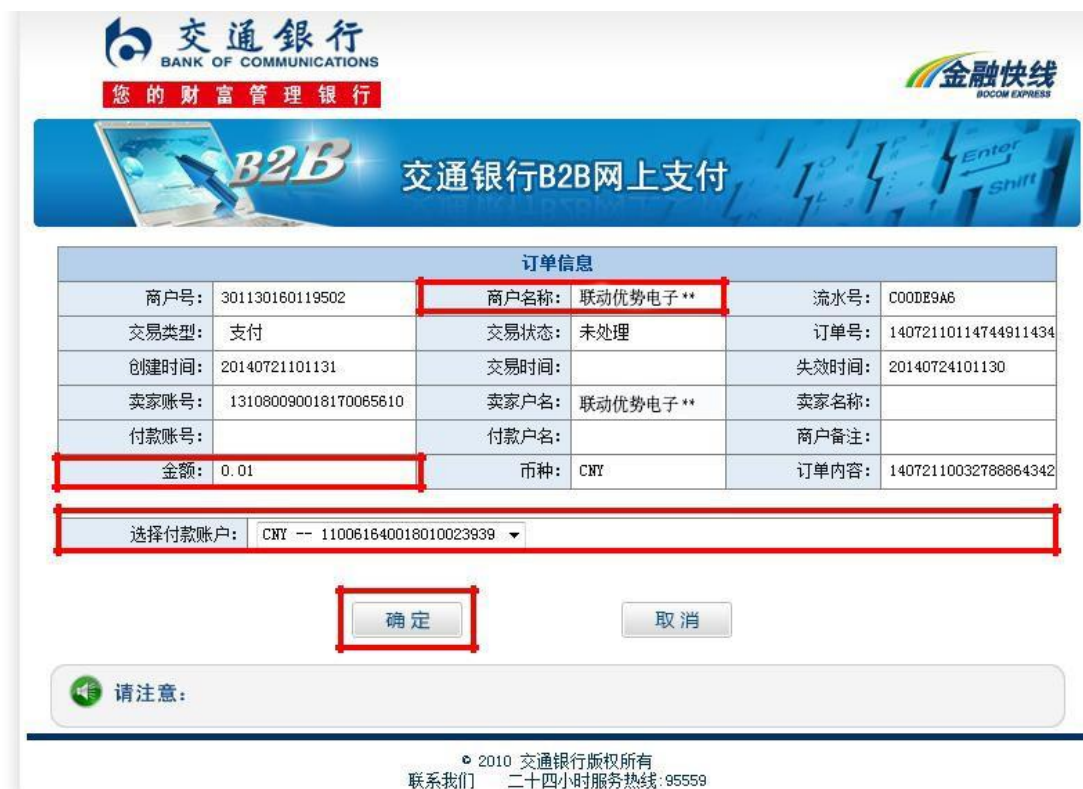 交通銀行
BANK OF COMMUNICATIONS
您的财富管理银行
金融快线
BOCOM EXPRESS
B2B 交通银行B2B网上支付 Enter
Shift
订单信息
商户号: 301130160119502 商户名称: 联动优势电子** 流水号: C00DE9A6
交易类型: 支付 交易状态: 未处理 订单号: 14072110114744911434
创建时间: 20140721101131 交易时间: 失效时间: 20140724101130
卖家账号: 131080090018170065610 卖家户名: 联动优势电子** 卖家名称:
付款账号: 付款户名: 商户备注:
金额: 0.01 币种: CNY 订单内容: 14072110032788864342
选择付款账户: CNY -- 110061640018010023939
确定 取消
请注意:
© 2010 交通银行版权所有
联系我们 二十四小时服务热线:95559